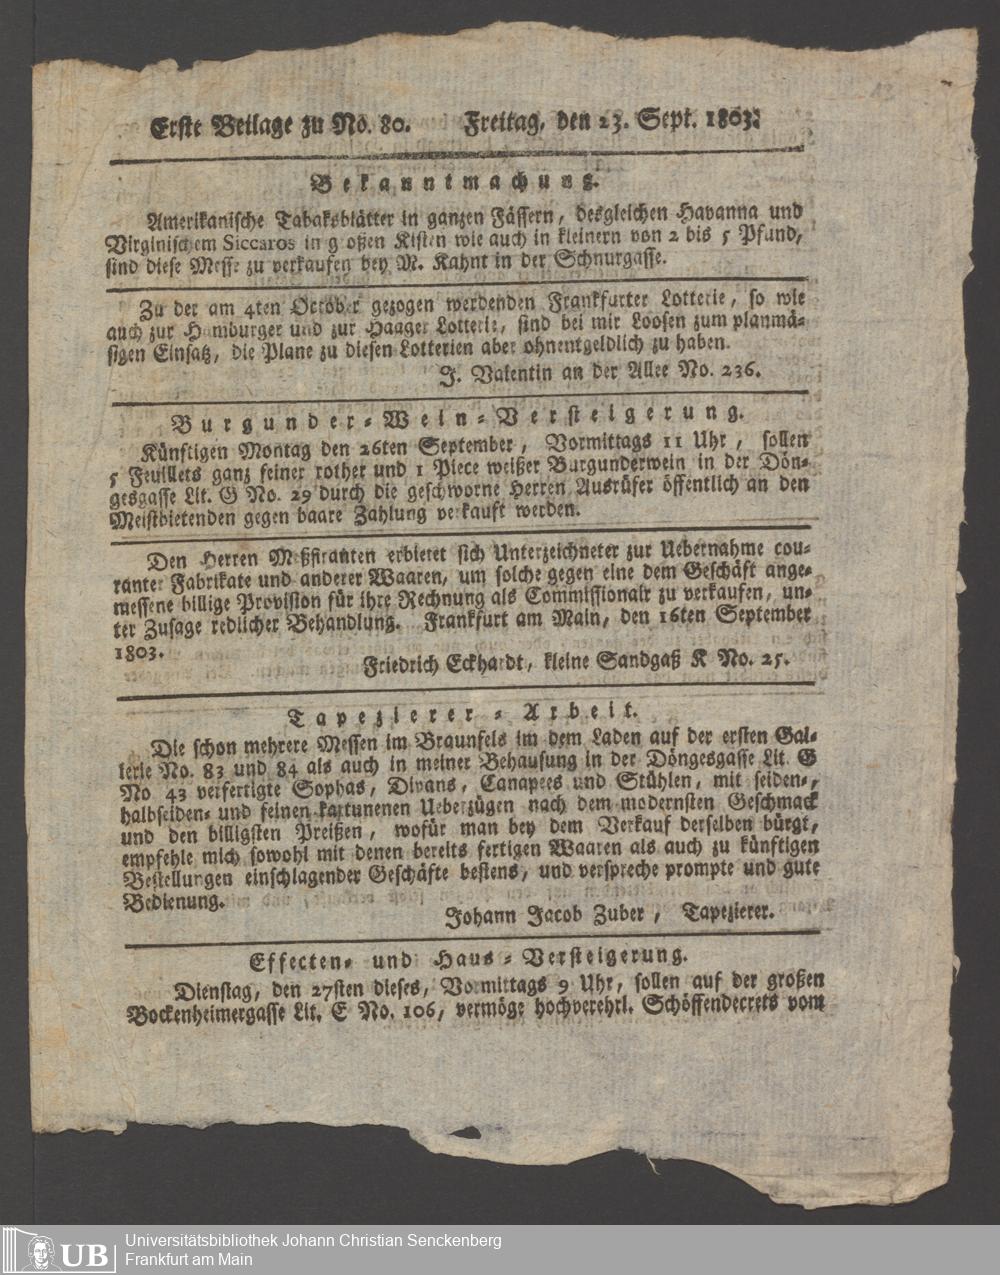 Erste Beilage zu No. 80. Freitag, den 23. Sept. 1803.
Bekanntmachung.
Amerikanische Tabaksblätter in ganzen Fässern, desgleichen Havanna und
Virginischem Siccaros in großen Kisten wie auch in kleinern von 2 bis 5 Pfund,
sind diese Messe zu verkaufen bey M. Kahnt in der Schnurgasse.
Zu der am 4ten October gezogen werdenden Frankfurter Lotterie, so wie
auch zur Hamburger und zur Haager Lotterie, sind bei mir Loosen zum planmä-
sigen Einsatz, die Plane zu diesen Lotterien aber ohnentgeldlich zu haben.
J. Valentin an der Allee No. 236.
Burgunder-Wein-Versteigerung.
Künftigen Montag den 26ten September, Vormittags 11 Uhr, sollen
5 Feuillets ganz feiner rother und 1 Piece weißer Burgunderwein in der Dön-
gesgasse Lit. G No. 29 durch die geschworne Herren Ausrüfer öffentlich an den
Meistbietenden gegen baare Zahlung verkauft werden.
Den Herren Meßfiranten erbietet sich Unterzeichneter zur Uebernahme cou-
ranter Fabrikate und anderer Waaren, um solche gegen eine dem Geschäft ange-
messene billige Provision für ihre Rechnung als Commissionair zu verkaufen, un-
ter Zusage redlicher Behandlung. Frankfurt am Main, den 16ten September
1803.
Friedrich Eckhardt, kleine Sandgaß K No. 25.
Tapezierer-Arbeit.
Die schon mehrere Messen im Braunfels im dem Laden auf der ersten Gal-
lerie No. 83 und 84 als auch in meiner Behausung in der Döngesgasse Lit. G
No 43 verfertigte Sophas, Divans, Canapees und Stühlen, mit seiden-,
halbseiden- und feinen kartunenen Ueberzügen nach dem modernsten Geschmack
und den billigsten Preißen, wofür man bey dem Verkauf derselben bürgt,
empfehle mich sowohl mit denen bereits fertigen Waaren als auch zu künftigen
Bestellungen einschlagender Geschäfte bestens, und verspreche prompte und gute
Bedienung.
Johann Jacob Zuber, Tapezierer.
Effecten- und Haus-Versteigerung.
Dienstag, den 27sten dieses, Vormittags 9 Uhr, sollen auf der großen
Bockenheimergasse Lit. E No. 106, vermöge hochverehrl. Schöffendecrets vom
UB
Universitätsbibliothek Johann Christian Senckenberg
Frankfurt am Main